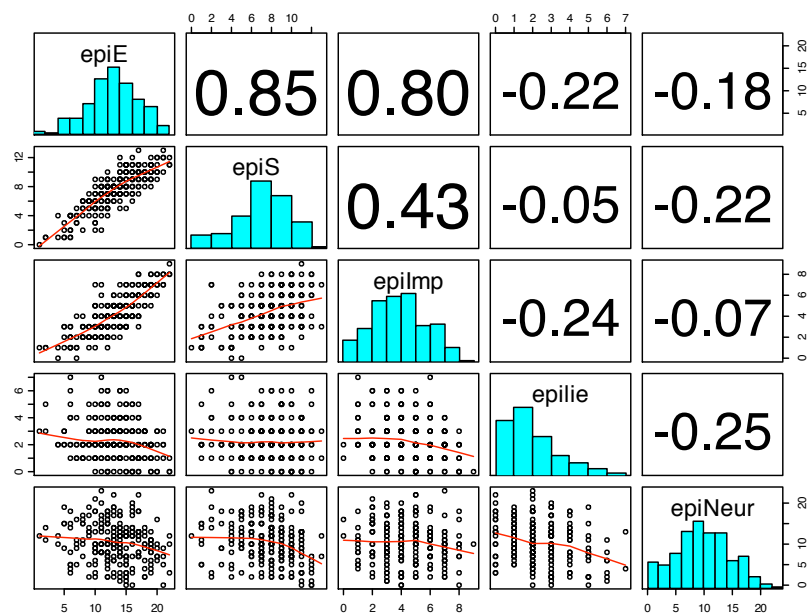 0 2 4 6 8 10 0 1 2 3 4 5 6 7
epiE 0.85 0.80 -0.22 -0.18 5 10 15 20
0 4 8 12 epiS 0.43 -0.05 -0.22
epiImp -0.24 -0.07 0 2 4 6 8
0 2 4 6 epilie -0.25
epiNeur 0 5 10 20
5 10 15 20 0 2 4 6 8 0 5 10 20